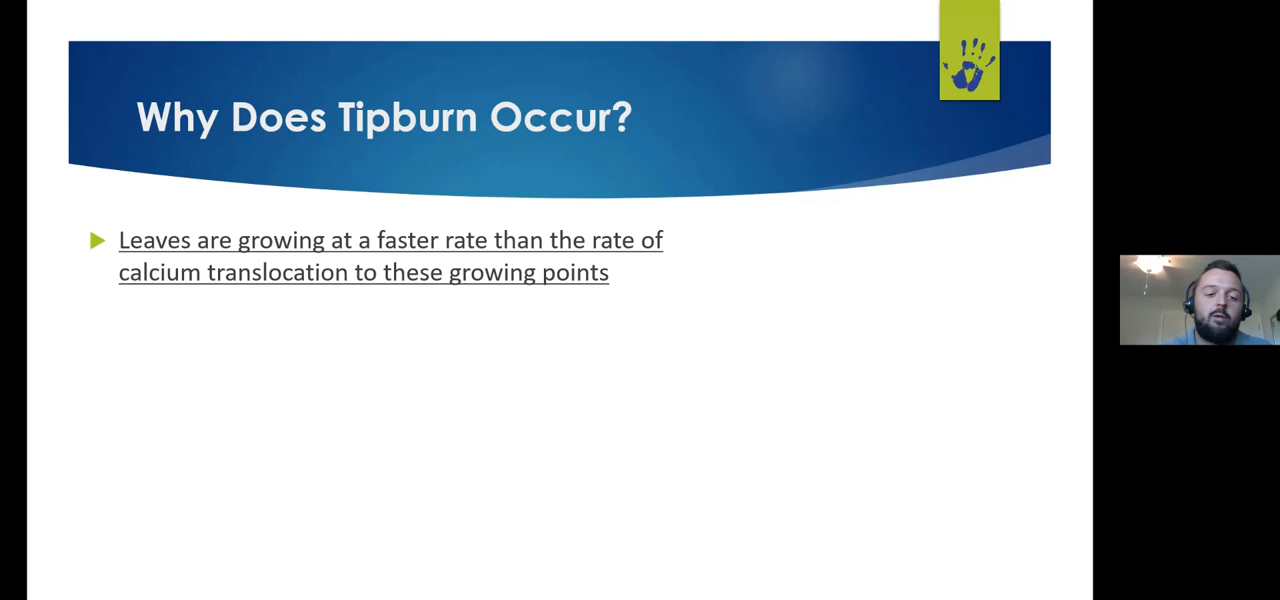 Why Does Tipburn Occur?
Leaves are growing at a faster rate than the rate of
calcium translocation to these growing points